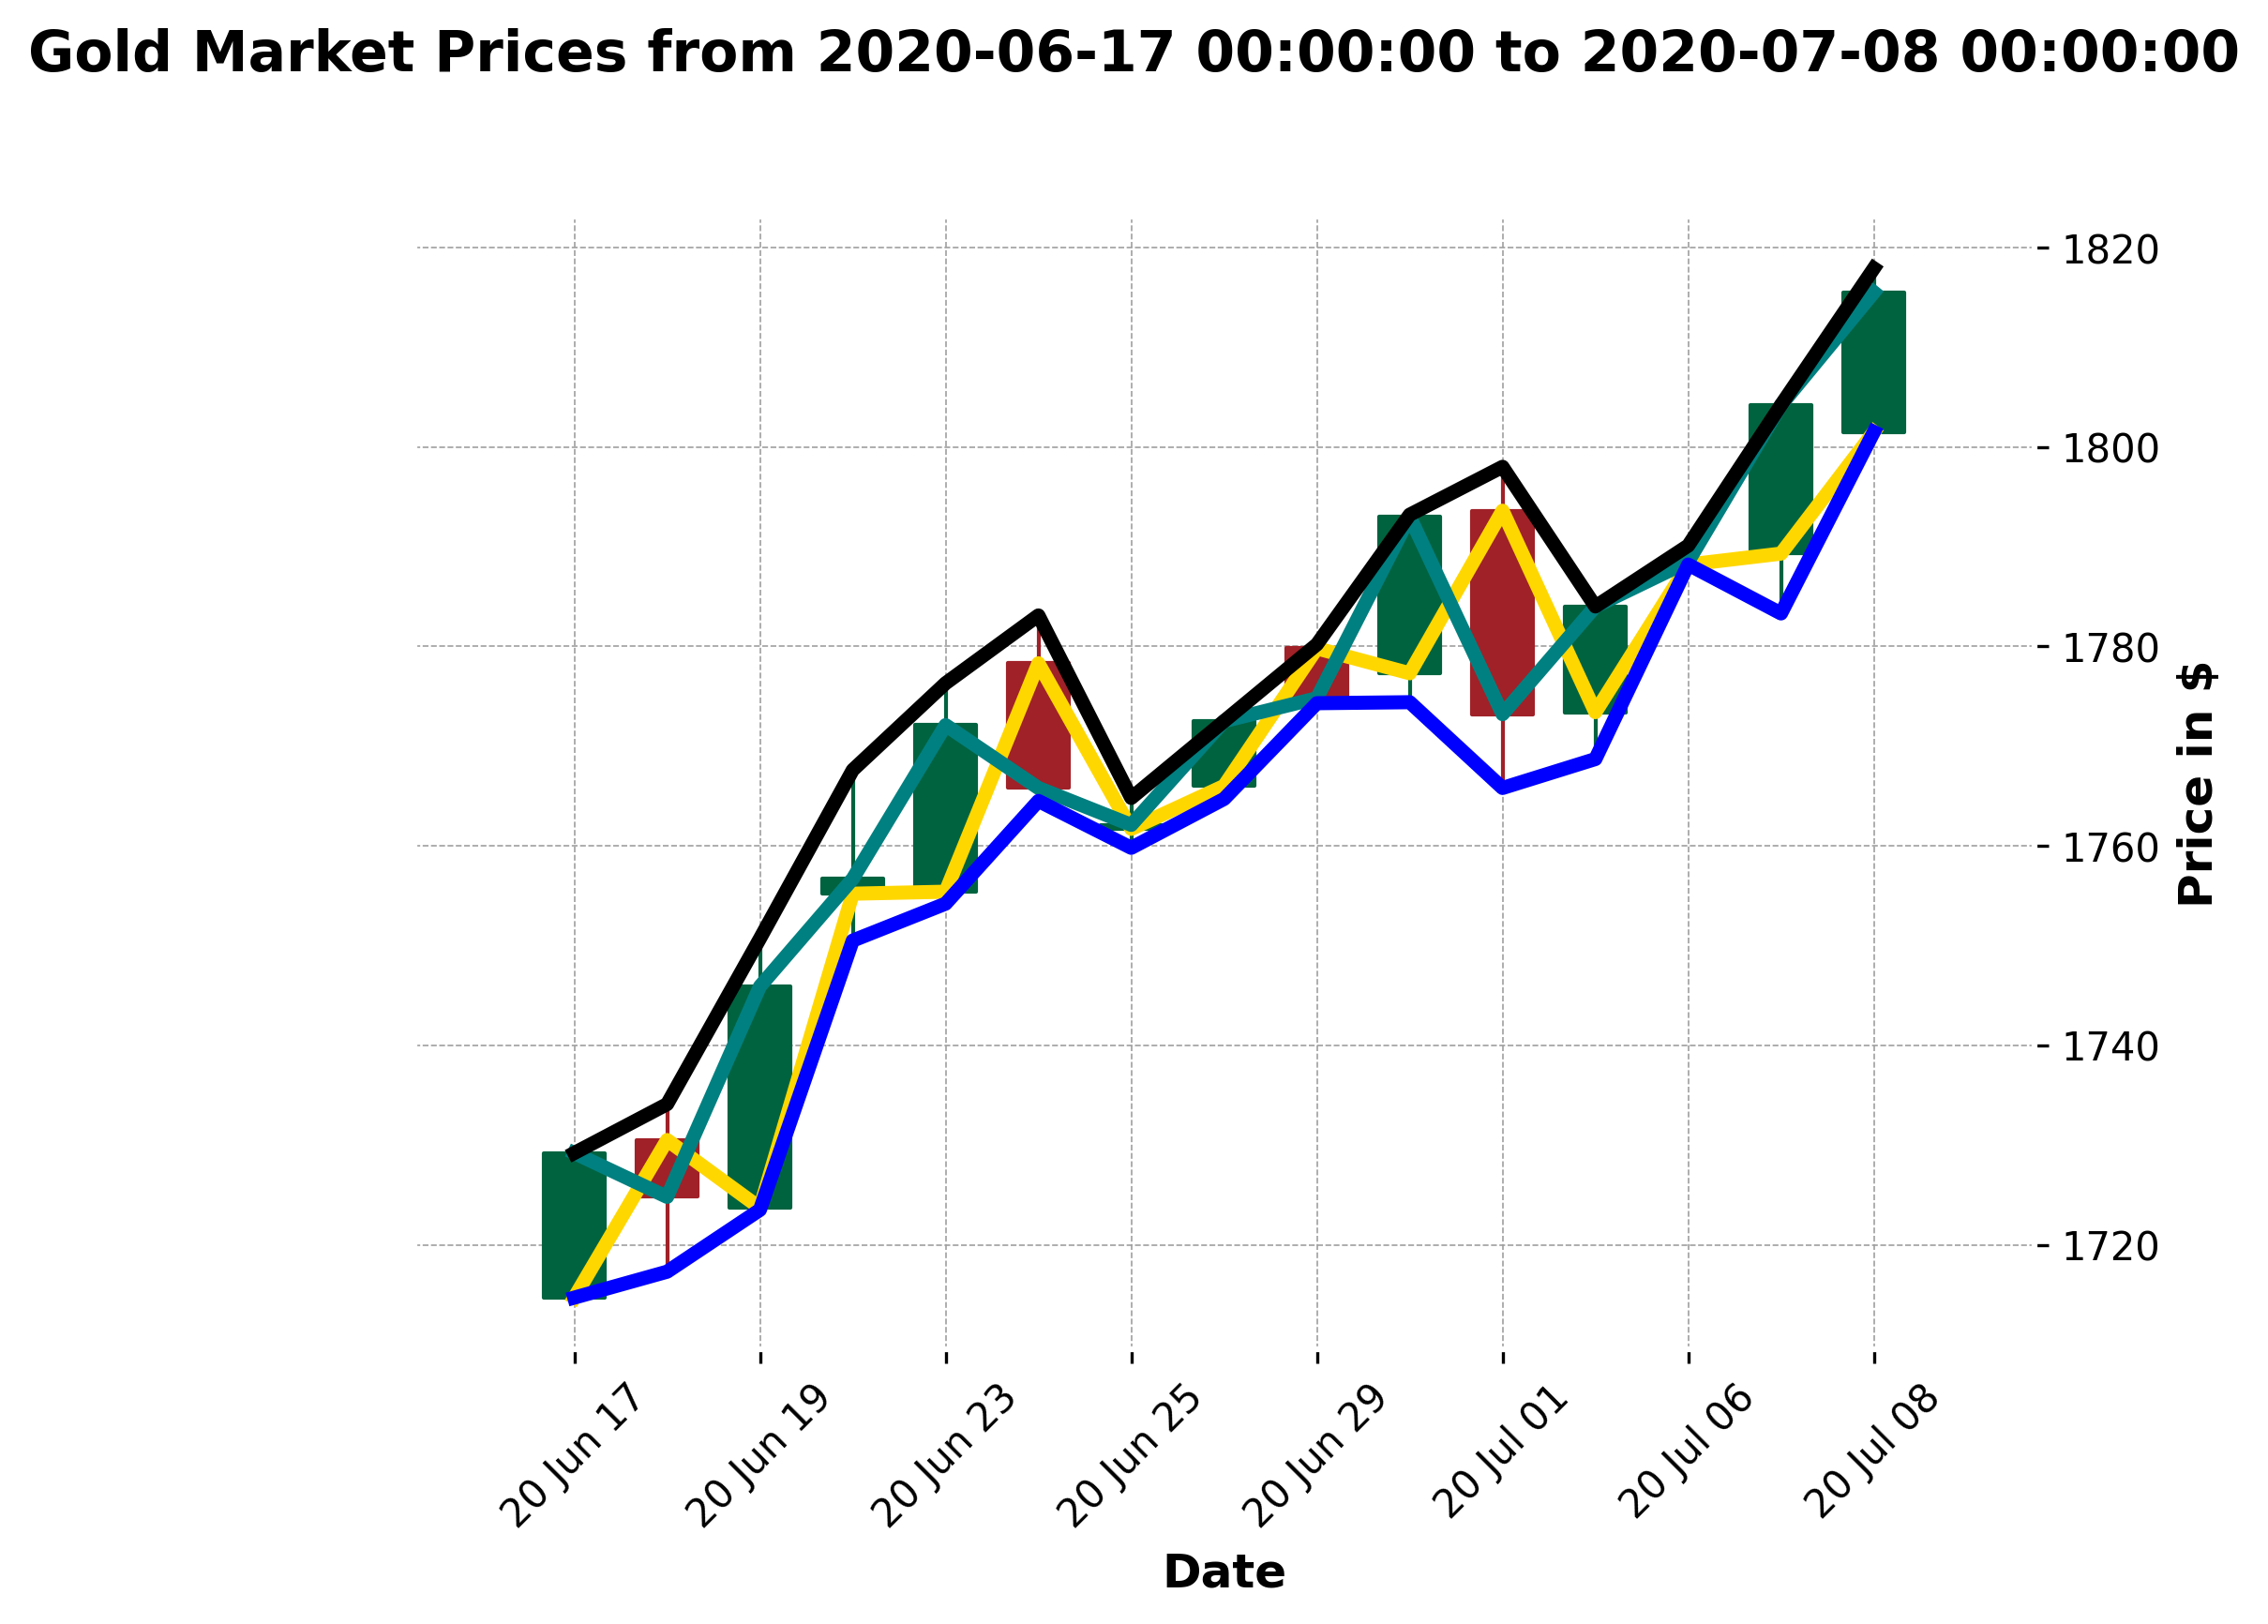 Gold Market Prices from 2020-06-17 00:00:00 to 2020-07-08 00:00:00
1820
1800
1780
1760
1740
1720
Price in $
20 Jun 17
20 Jun 19
20 Jun 23
20 Jun 25
20 Jun 29
20 Jul 01
20 Jul 06
20 Jul 08
Date